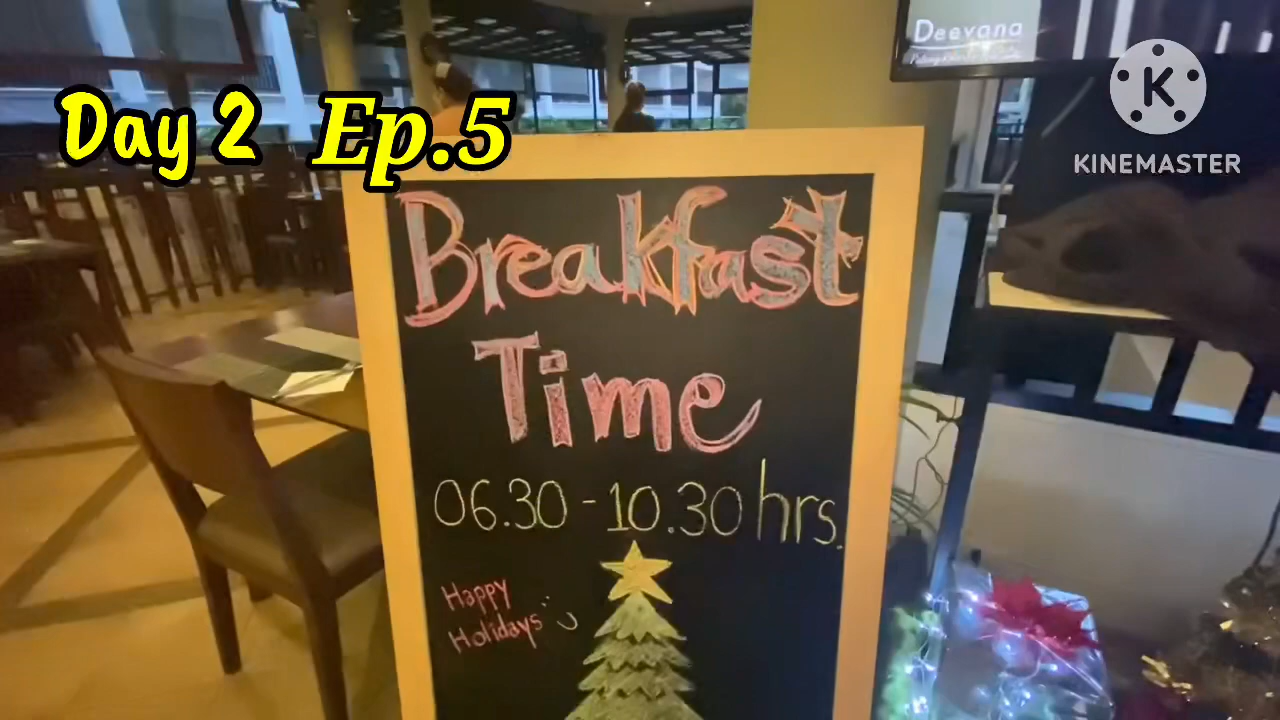 Deevana
Day 2 Ep.5
KINEMASTER
Breakfast
Time
06.30 - 10.30 hrs.
Happy
Holidays